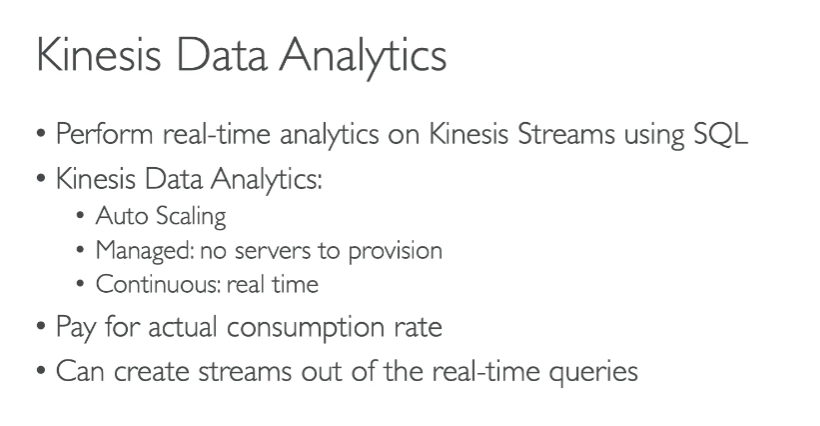 Kinesis Data Analytics
• Perform real-time analytics on Kinesis Streams using SQL
• Kinesis Data Analytics:
• Auto Scaling
• Managed: no servers to provision
• Continuous: real time
• Pay for actual consumption rate
• Can create streams out of the real-time queries